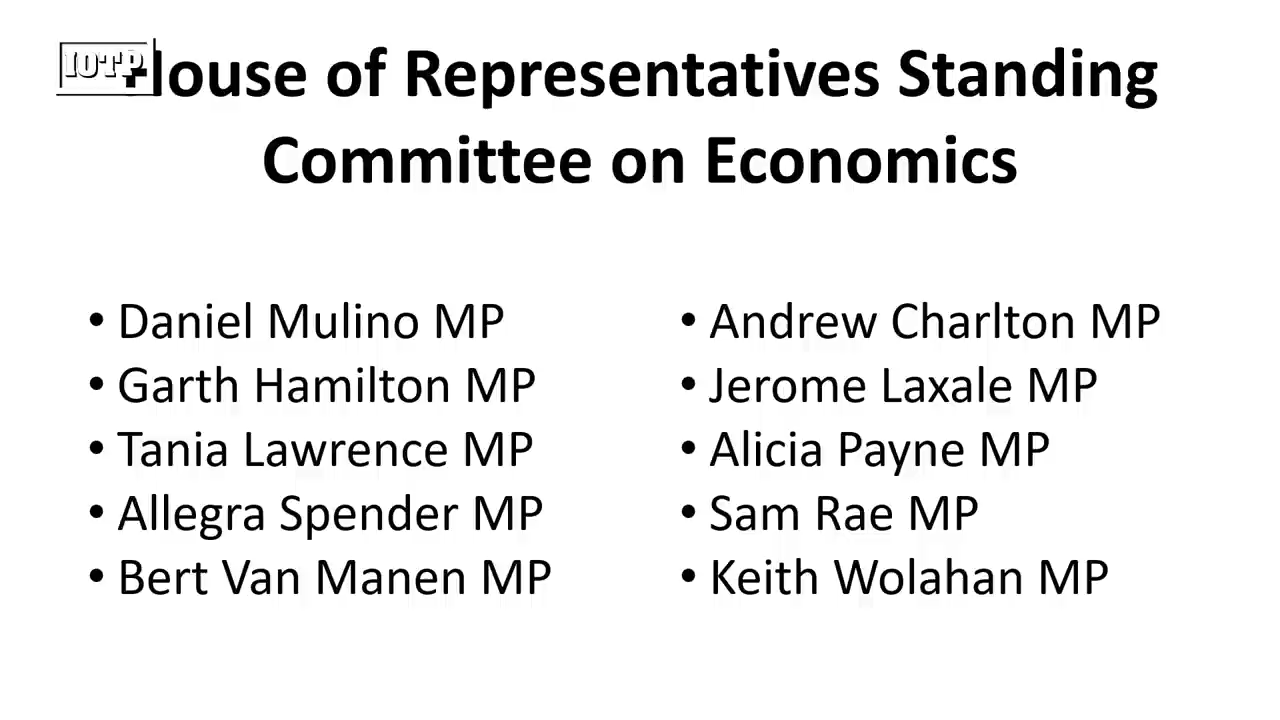 IOTP
House of Representatives Standing
Committee on Economics
• Daniel Mulino MP
• Garth Hamilton MP
• Tania Lawrence MP
• Allegra Spender MP
• Bert Van Manen MP
• Andrew Charlton MP
• Jerome Laxale MP
• Alicia Payne MP
• Sam Rae MP
• Keith Wolahan MP